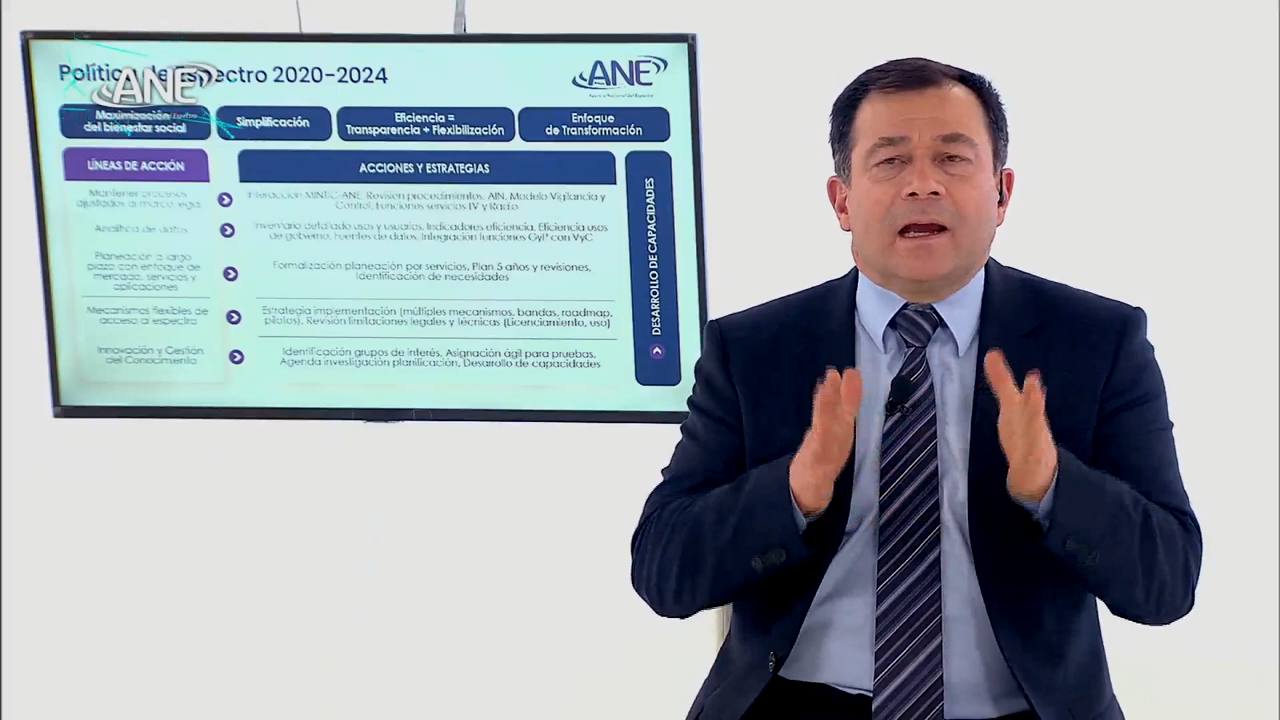 Política de Espectro 2020-2024
ANE
ANE
Agencia Nacional del Espectro
Maximización
del bienestar social
Simplificación
Eficiencia =
Transparencia + Flexibilización
Enfoque
de Transformación
LÍNEAS DE ACCIÓN
ACCIONES Y ESTRATEGIAS
DESARROLLO DE CAPACIDADES
Mantener procesos
ajustados al marco legal
Interacción MINTIC-ANE, Revisión procedimientos, AIN, Modelo Vigilancia y
Control, Funciones servicios TV y Radio
Analítica de datos
Inventario detallado usos y usuarios, Indicadores eficiencia, Eficiencia usos
de gobierno, Fuentes de datos, Integración funciones GyP con VyC
Planeación a largo
plazo con enfoque de
mercado, servicios y
aplicaciones
Formalización planeación por servicios, Plan 5 años y revisiones,
Identificación de necesidades
Mecanismos flexibles de
acceso al espectro
Estrategia implementación (múltiples mecanismos, bandas, roadmap,
pilotos), Revisión limitaciones legales y técnicas (Licenciamiento, uso)
Innovación y Gestión
del Conocimiento
Identificación grupos de interés, Asignación ágil para pruebas,
Agenda investigación planificación, Desarrollo de capacidades